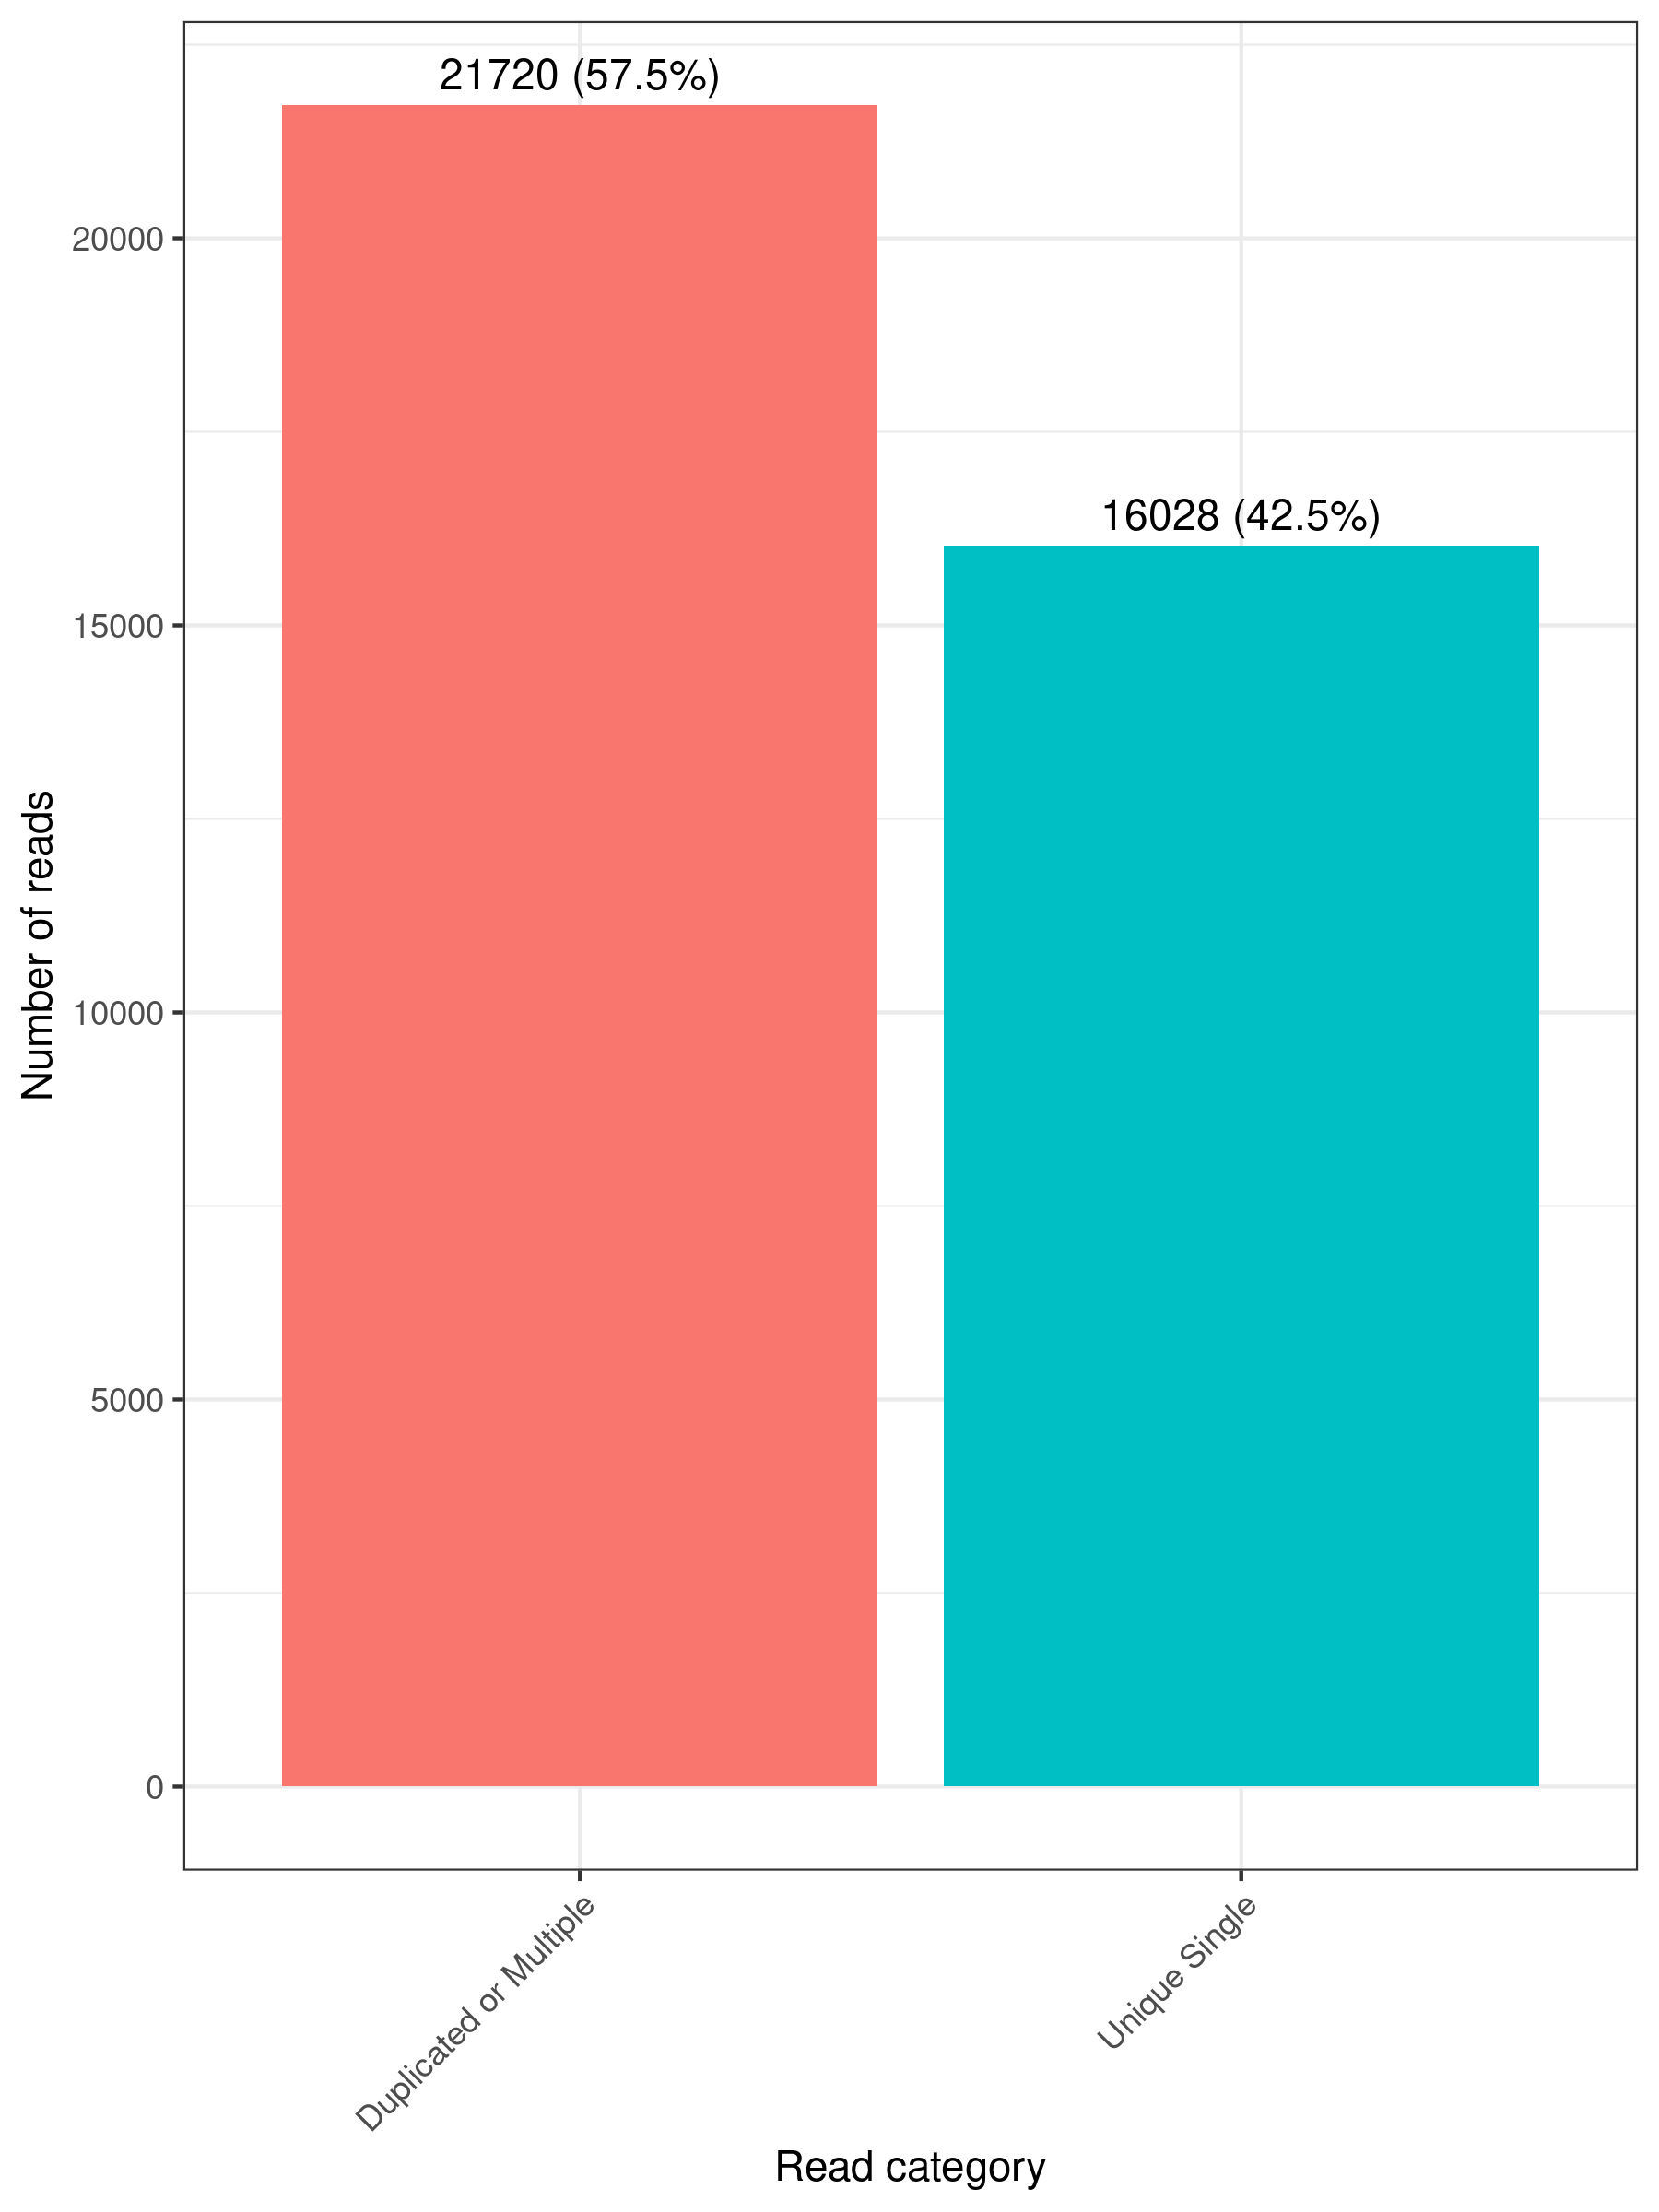 21720 (57.5%)
16028 (42.5%)
20000
15000
10000
5000
0
Number of reads
Duplicated or Multiple
Unique Single
Read category